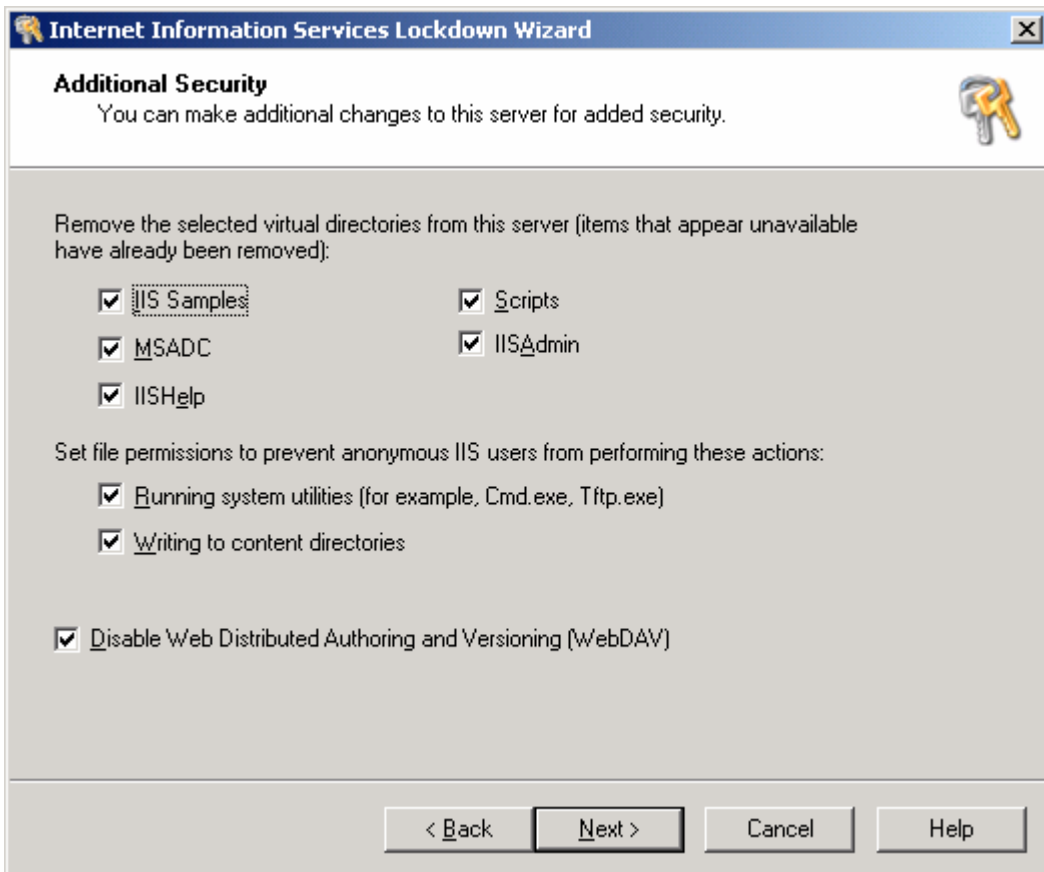 Internet Information Services Lockdown Wizard
Additional Security
You can make additional changes to this server for added security.
Remove the selected virtual directories from this server (items that appear unavailable
have already been removed):
IIS Samples
Scripts
MSADC
IISAdmin
IISHelp
Set file permissions to prevent anonymous IIS users from performing these actions:
Running system utilities (for example, Cmd.exe, Tftp.exe)
Writing to content directories
Disable Web Distributed Authoring and Versioning (WebDAV)
< Back
Next >
Cancel
Help